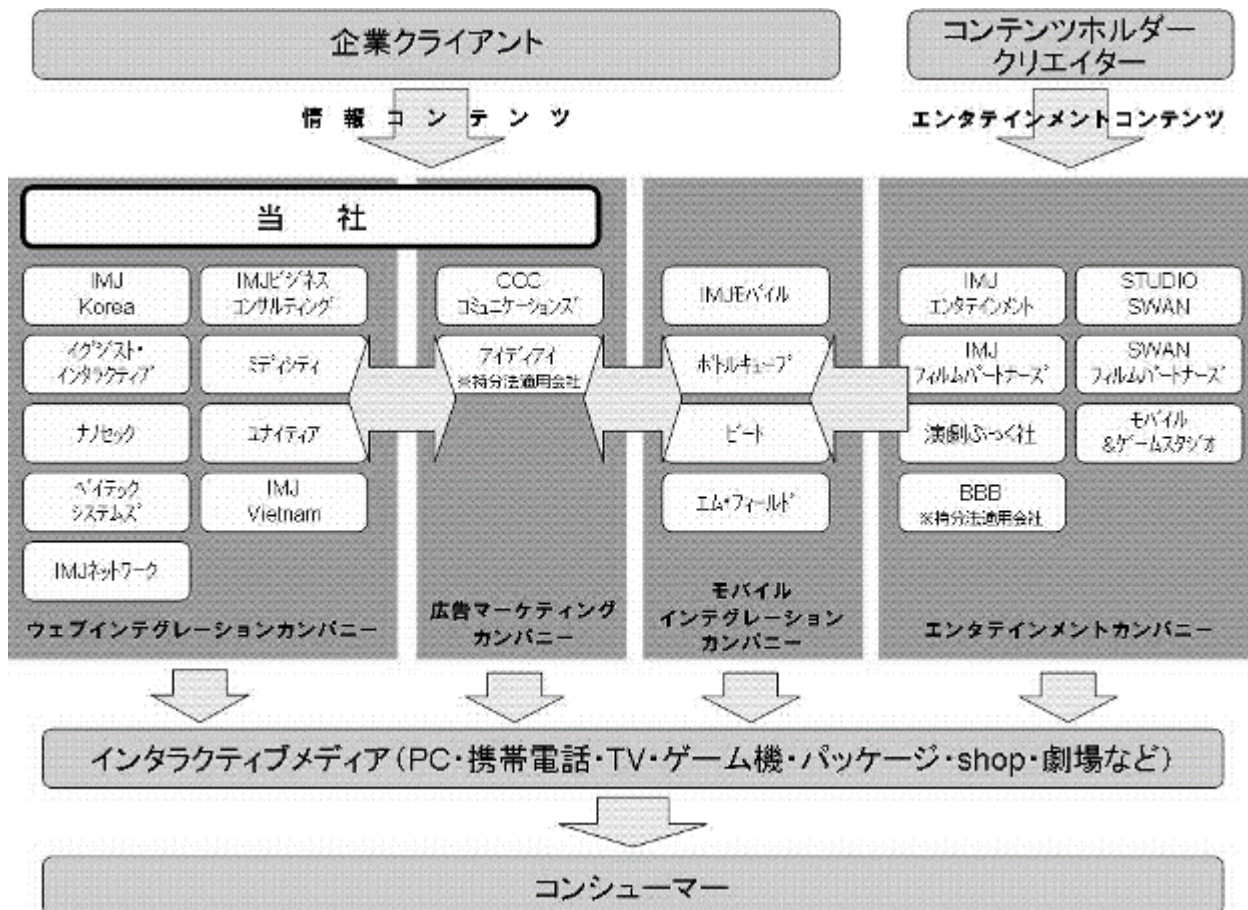 企業クライアント
コンテンツホルダー
クリエイター
情報コンテンツ
エンタテインメントコンテンツ
当社
IMJ
Korea
IMJビジネス
コンサルティング
イグジスト・
インタラクティブ
ミディシティ
ナノセック
ユナイティア
ベイテック
システムズ
IMJ
Vietnam
IMJネットワーク
ウェブインテグレーションカンパニー
CCC
コミュニケーションズ
アイディアイ
※持分法適用会社
広告マーケティング
カンパニー
IMJモバイル
ボトルキューブ
ビート
エム・フィールド
モバイル
インテグレーション
カンパニー
IMJ
エンタテインメント
STUDIO
SWAN
IMJ
フィルムパートナーズ
SWAN
フィルムパートナーズ
演劇ぶっく社
モバイル
&ゲームスタジオ
BBB
※持分法適用会社
エンタテインメントカンパニー
インタラクティブメディア(PC・携帯電話・TV・ゲーム機・パッケージ・shop・劇場など)
コンシューマー